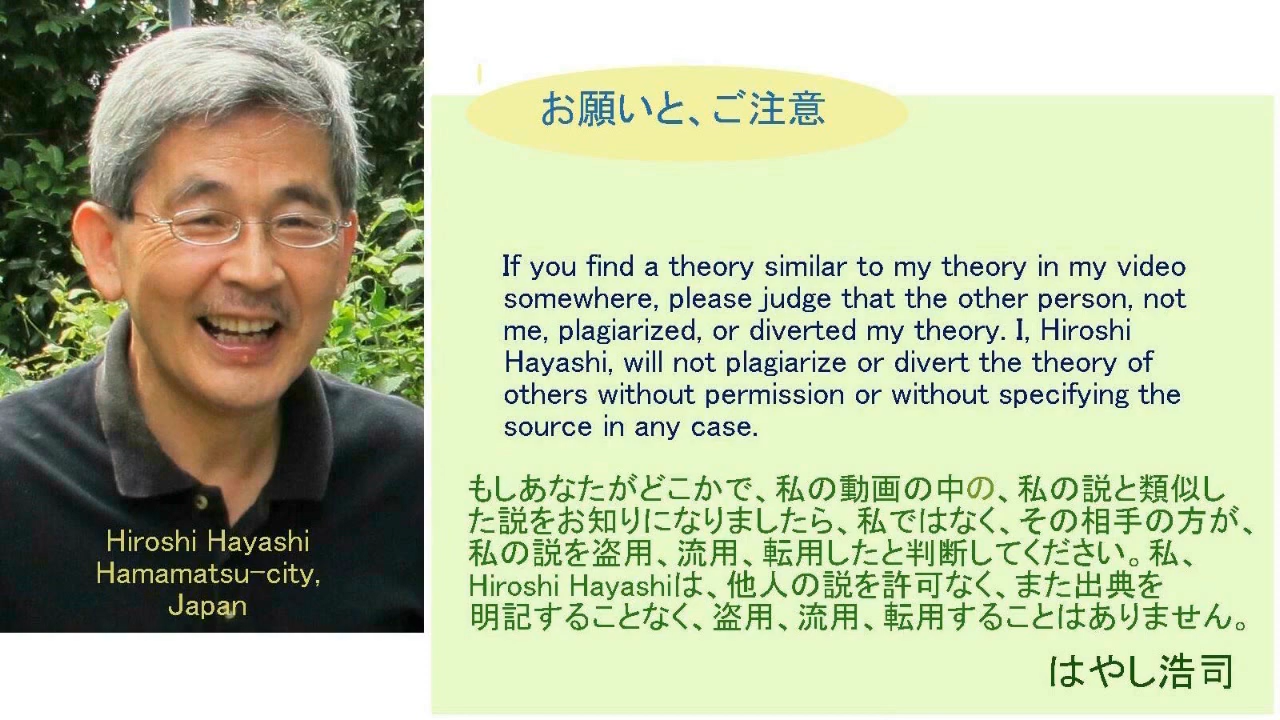 お願いと、ご注意
If you find a theory similar to my theory in my video
somewhere, please judge that the other person, not
me, plagiarized, or diverted my theory. I, Hiroshi
Hayashi, will not plagiarize or divert the theory of
others without permission or without specifying the
source in any case.
もしあなたがどこかで、私の動画の中の、私の説と類似し
た説をお知りになりましたら、私ではなく、その相手の方が、
私の説を盗用、流用、転用したと判断してください。私、
Hiroshi Hayashiは、他人の説を許可なく、また出典を
明記することなく、盗用、流用、転用することはありません。
はやし浩司
Hiroshi Hayashi
Hamamatsu-city,
Japan